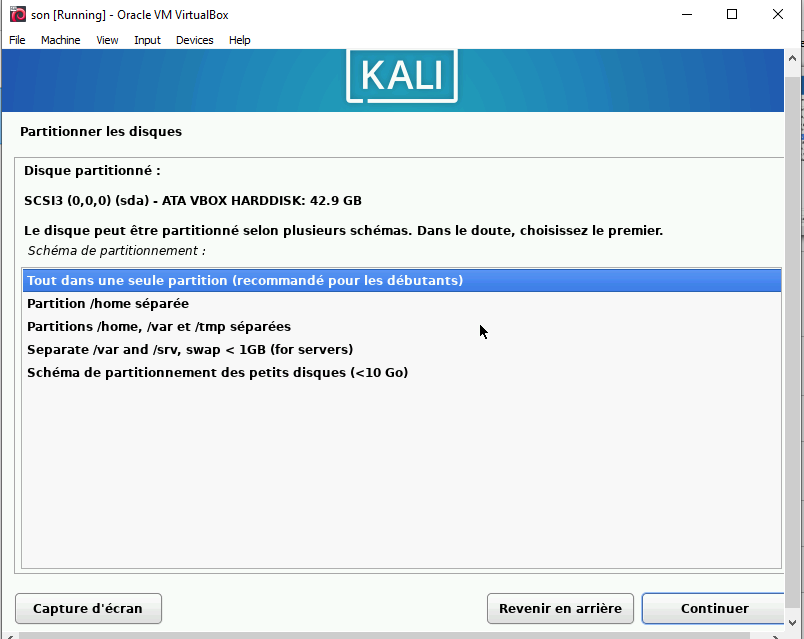 son [Running] - Oracle VM VirtualBox
File Machine View Input Devices Help
KALI
Partitionner les disques
Disque partitionné :
SCSI3 (0,0,0) (sda) - ATA VBOX HARDDISK: 42.9 GB
Le disque peut être partitionné selon plusieurs schémas. Dans le doute, choisissez le premier.
Schéma de partitionnement :
Tout dans une seule partition (recommandé pour les débutants)
Partition /home séparée
Partitions /home, /var et /tmp séparées
Separate /var and /srv, swap < 1GB (for servers)
Schéma de partitionnement des petits disques (<10 Go)
Capture d'écran
Revenir en arrière
Continuer